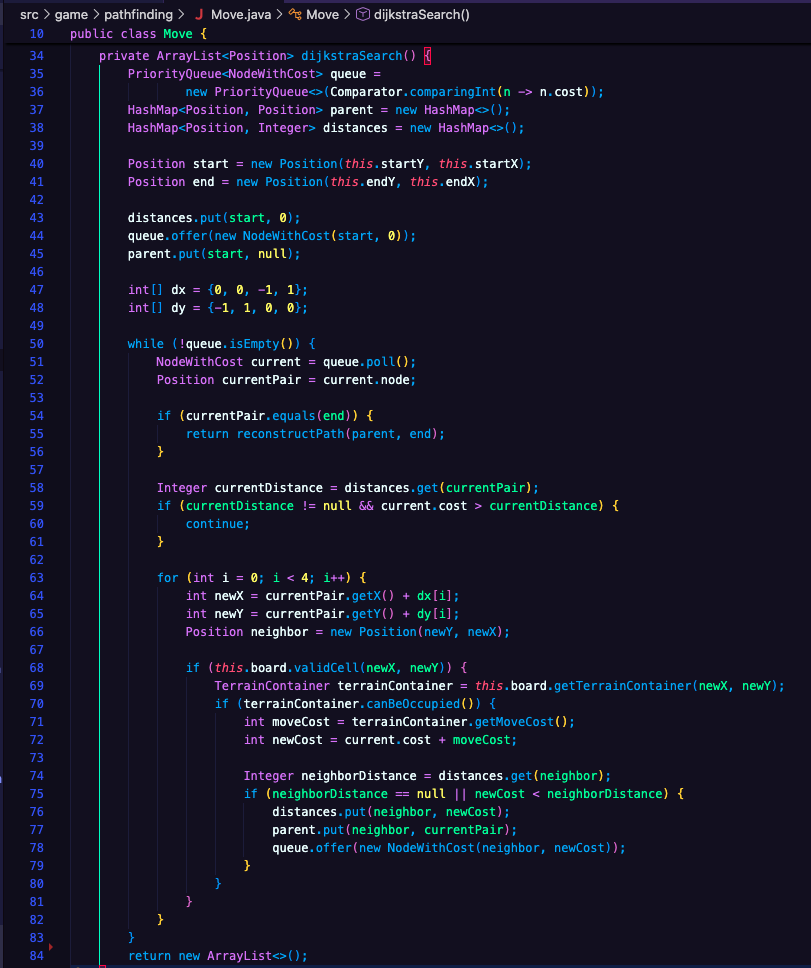 src > game > pathfinding > J Move.java > Move > dijkstraSearch()
10 public class Move {
34 private ArrayList<Position> dijkstraSearch() {
35 PriorityQueue<NodeWithCost> queue =
36 new PriorityQueue<>(Comparator.comparingInt(n -> n.cost));
37 HashMap<Position, Position> parent = new HashMap<>();
38 HashMap<Position, Integer> distances = new HashMap<>();
39
40 Position start = new Position(this.startY, this.startX);
41 Position end = new Position(this.endY, this.endX);
42
43 distances.put(start, 0);
44 queue.offer(new NodeWithCost(start, 0));
45 parent.put(start, null);
46
47 int[] dx = {0, 0, -1, 1};
48 int[] dy = {-1, 1, 0, 0};
49
50 while (!queue.isEmpty()) {
51 NodeWithCost current = queue.poll();
52 Position currentPair = current.node;
53
54 if (currentPair.equals(end)) {
55 return reconstructPath(parent, end);
56 }
57
58 Integer currentDistance = distances.get(currentPair);
59 if (currentDistance != null && current.cost > currentDistance) {
60 continue;
61 }
62
63 for (int i = 0; i < 4; i++) {
64 int newX = currentPair.getX() + dx[i];
65 int newY = currentPair.getY() + dy[i];
66 Position neighbor = new Position(newY, newX);
67
68 if (this.board.validCell(newX, newY)) {
69 TerrainContainer terrainContainer = this.board.getTerrainContainer(newX, newY);
70 if (terrainContainer.canBeOccupied()) {
71 int moveCost = terrainContainer.getMoveCost();
72 int newCost = current.cost + moveCost;
73
74 Integer neighborDistance = distances.get(neighbor);
75 if (neighborDistance == null || newCost < neighborDistance) {
76 distances.put(neighbor, newCost);
77 parent.put(neighbor, currentPair);
78 queue.offer(new NodeWithCost(neighbor, newCost));
79 }
80 }
81 }
82 }
83 }
84 return new ArrayList<>();